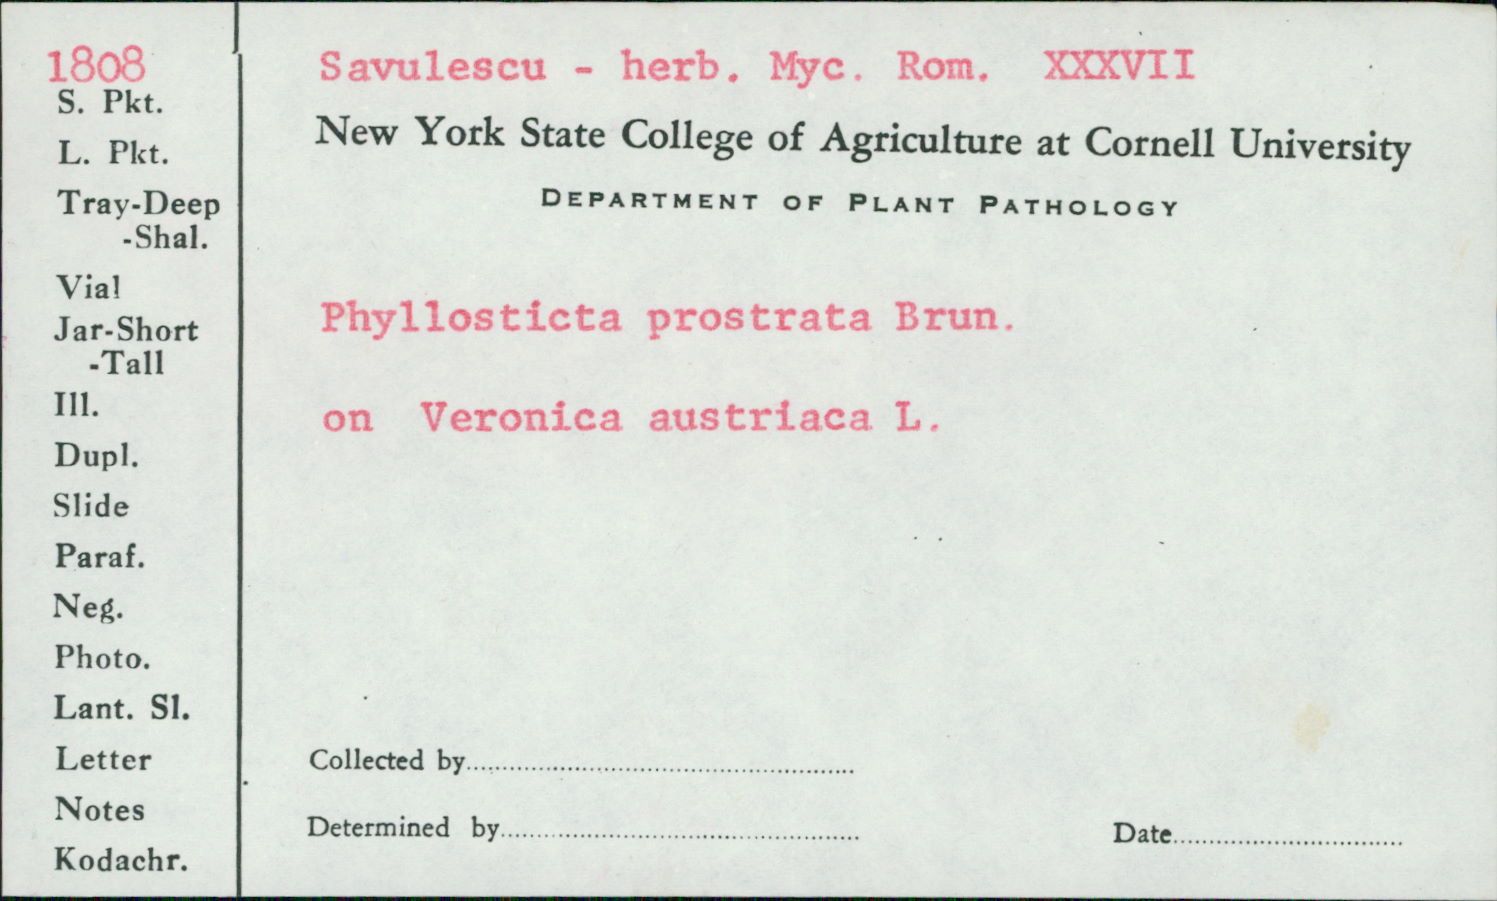 1808
S. Pkt.
L. Pkt.
Tray-Deep
-Shal.
Vial
Jar-Short
-Tall
Ill.
Dupl.
Slide
Paraf.
Neg.
Photo.
Lant. Sl.
Letter
Notes
Kodachr.
Savulescu - herb. Myc. Rom. XXXVII
New York State College of Agriculture at Cornell University
DEPARTMENT OF PLANT PATHOLOGY
Phyllosticta prostrata Brun.
on Veronica austriaca L.
Collected by
Determined by
Date